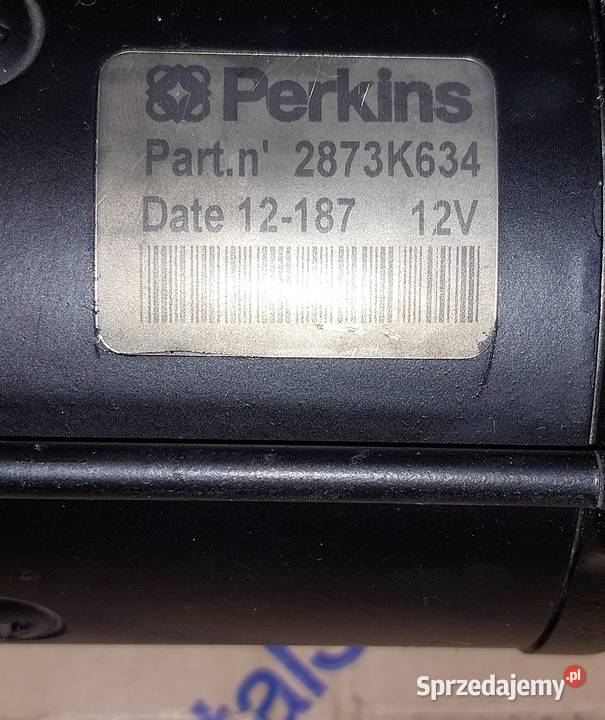 Perkins
Part.n' 2873K634
Date 12-187 12V
Sprzedajemy.pl